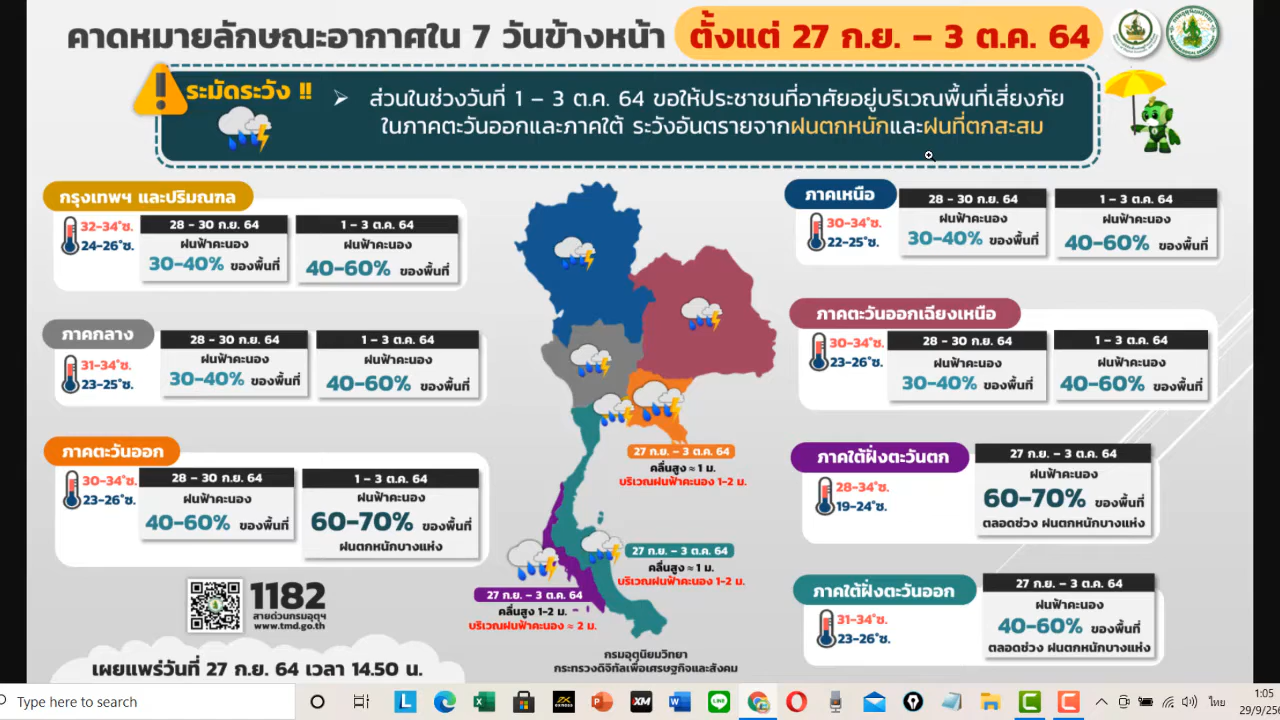 คาดหมายลักษณะอากาศใน 7 วันข้างหน้า ตั้งแต่ 27 ก.ย. – 3 ต.ค. 64
ระมัดระวัง !!
➢ ส่วนในช่วงวันที่ 1 – 3 ต.ค. 64 ขอให้ประชาชนที่อาศัยอยู่บริเวณพื้นที่เสี่ยงภัย
ในภาคตะวันออกและภาคใต้ ระวังอันตรายจากฝนตกหนักและฝนที่ตกสะสม
กรุงเทพฯ และปริมณฑล
32-34°ซ.
24-26°ซ.
28 - 30 ก.ย. 64
ฝนฟ้าคะนอง
30-40% ของพื้นที่
1 - 3 ต.ค. 64
ฝนฟ้าคะนอง
40-60% ของพื้นที่
ภาคกลาง
31-34°ซ.
23-25°ซ.
28 - 30 ก.ย. 64
ฝนฟ้าคะนอง
30-40% ของพื้นที่
1 - 3 ต.ค. 64
ฝนฟ้าคะนอง
40-60% ของพื้นที่
ภาคตะวันออก
30-34°ซ.
23-26°ซ.
28 - 30 ก.ย. 64
ฝนฟ้าคะนอง
40-60% ของพื้นที่
1 - 3 ต.ค. 64
ฝนฟ้าคะนอง
60-70% ของพื้นที่
ฝนตกหนักบางแห่ง
1182
สายด่วนกรมอุตุฯ
www.tmd.go.th
เผยแพร่วันที่ 27 ก.ย. 64 เวลา 14.50 น.
27 ก.ย. - 3 ต.ค. 64
คลื่นสูง ≈ 1 ม.
บริเวณฝนฟ้าคะนอง 1-2 ม.
27 ก.ย. - 3 ต.ค. 64
คลื่นสูง ≈ 1 ม.
บริเวณฝนฟ้าคะนอง 1-2 ม.
27 ก.ย. - 3 ต.ค. 64
คลื่นสูง 1-2 ม.
บริเวณฝนฟ้าคะนอง ≈ 2 ม.
กรมอุตุนิยมวิทยา
กระทรวงดิจิทัลเพื่อเศรษฐกิจและสังคม
ภาคเหนือ
30-34°ซ.
22-25°ซ.
28 - 30 ก.ย. 64
ฝนฟ้าคะนอง
30-40% ของพื้นที่
1 - 3 ต.ค. 64
ฝนฟ้าคะนอง
40-60% ของพื้นที่
ภาคตะวันออกเฉียงเหนือ
30-34°ซ.
23-26°ซ.
28 - 30 ก.ย. 64
ฝนฟ้าคะนอง
30-40% ของพื้นที่
1 - 3 ต.ค. 64
ฝนฟ้าคะนอง
40-60% ของพื้นที่
ภาคใต้ฝั่งตะวันตก
28-34°ซ.
19-24°ซ.
27 ก.ย. - 3 ต.ค. 64
ฝนฟ้าคะนอง
60-70% ของพื้นที่
ตลอดช่วง ฝนตกหนักบางแห่ง
ภาคใต้ฝั่งตะวันออก
31-34°ซ.
23-26°ซ.
27 ก.ย. - 3 ต.ค. 64
ฝนฟ้าคะนอง
40-60% ของพื้นที่
ตลอดช่วง ฝนตกหนักบางแห่ง
Type here to search
L
XM
LINE
ไทย
1:05
29/9/256